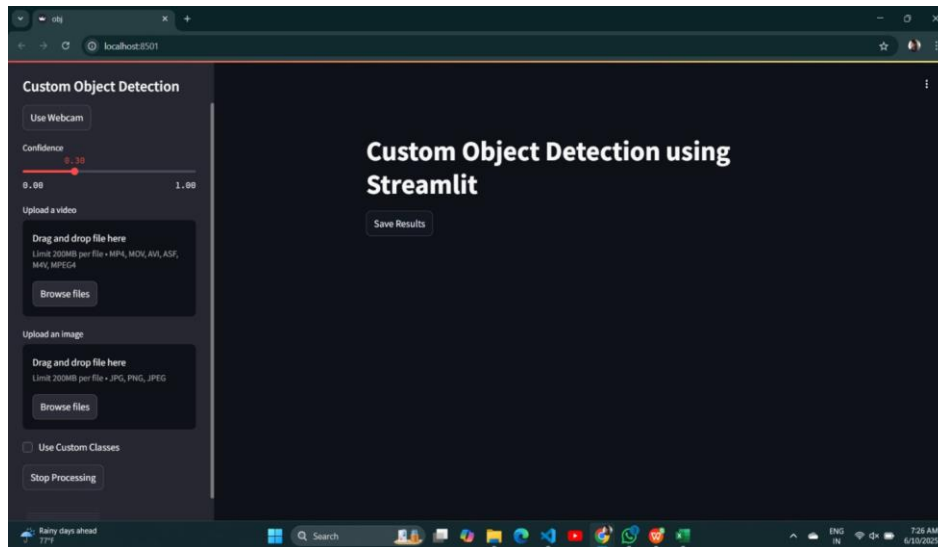 obj
localhost:8501
Custom Object Detection
Use Webcam
Confidence
0.30
0.00 1.00
Upload a video
Drag and drop file here
Limit 200MB per file • MP4, MOV, AVI, ASF,
M4V, MPEG4
Browse files
Upload an image
Drag and drop file here
Limit 200MB per file • JPG, PNG, JPEG
Browse files
Use Custom Classes
Stop Processing
Custom Object Detection using
Streamlit
Save Results
Rainy days ahead
77°F
Search
ENG
IN
7:26 AM
6/10/2025